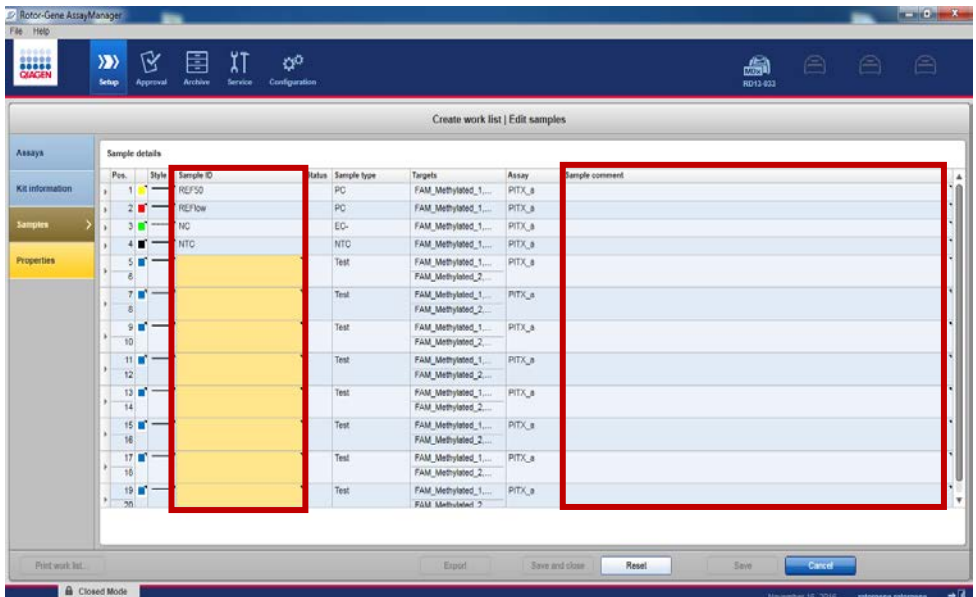 Rotor-Gene AssayManager
File Help
QIAGEN
Setup Approval Archive Service Configuration
MDx
RD13-033
Create work list | Edit samples
Assays
Kit information
Samples
Properties
Sample details
Pos. Style Sample ID Status Sample type Targets Assay Sample comment
1 REF50 PC FAM_Methylated_1,... PITX_a
2 REFlow PC FAM_Methylated_1,... PITX_a
3 NC EC- FAM_Methylated_1,... PITX_a
4 NTC NTC FAM_Methylated_1,... PITX_a
5 Test FAM_Methylated_1,... PITX_a
6 FAM_Methylated_2,...
7 Test FAM_Methylated_1,... PITX_a
8 FAM_Methylated_2,...
9 Test FAM_Methylated_1,... PITX_a
10 FAM_Methylated_2,...
11 Test FAM_Methylated_1,... PITX_a
12 FAM_Methylated_2,...
13 Test FAM_Methylated_1,... PITX_a
14 FAM_Methylated_2,...
15 Test FAM_Methylated_1,... PITX_a
16 FAM_Methylated_2,...
17 Test FAM_Methylated_1,... PITX_a
18 FAM_Methylated_2,...
19 Test FAM_Methylated_1,... PITX_a
20 FAM_Methylated_2
Print work list... Export Save and close Reset Save Cancel
Closed Mode